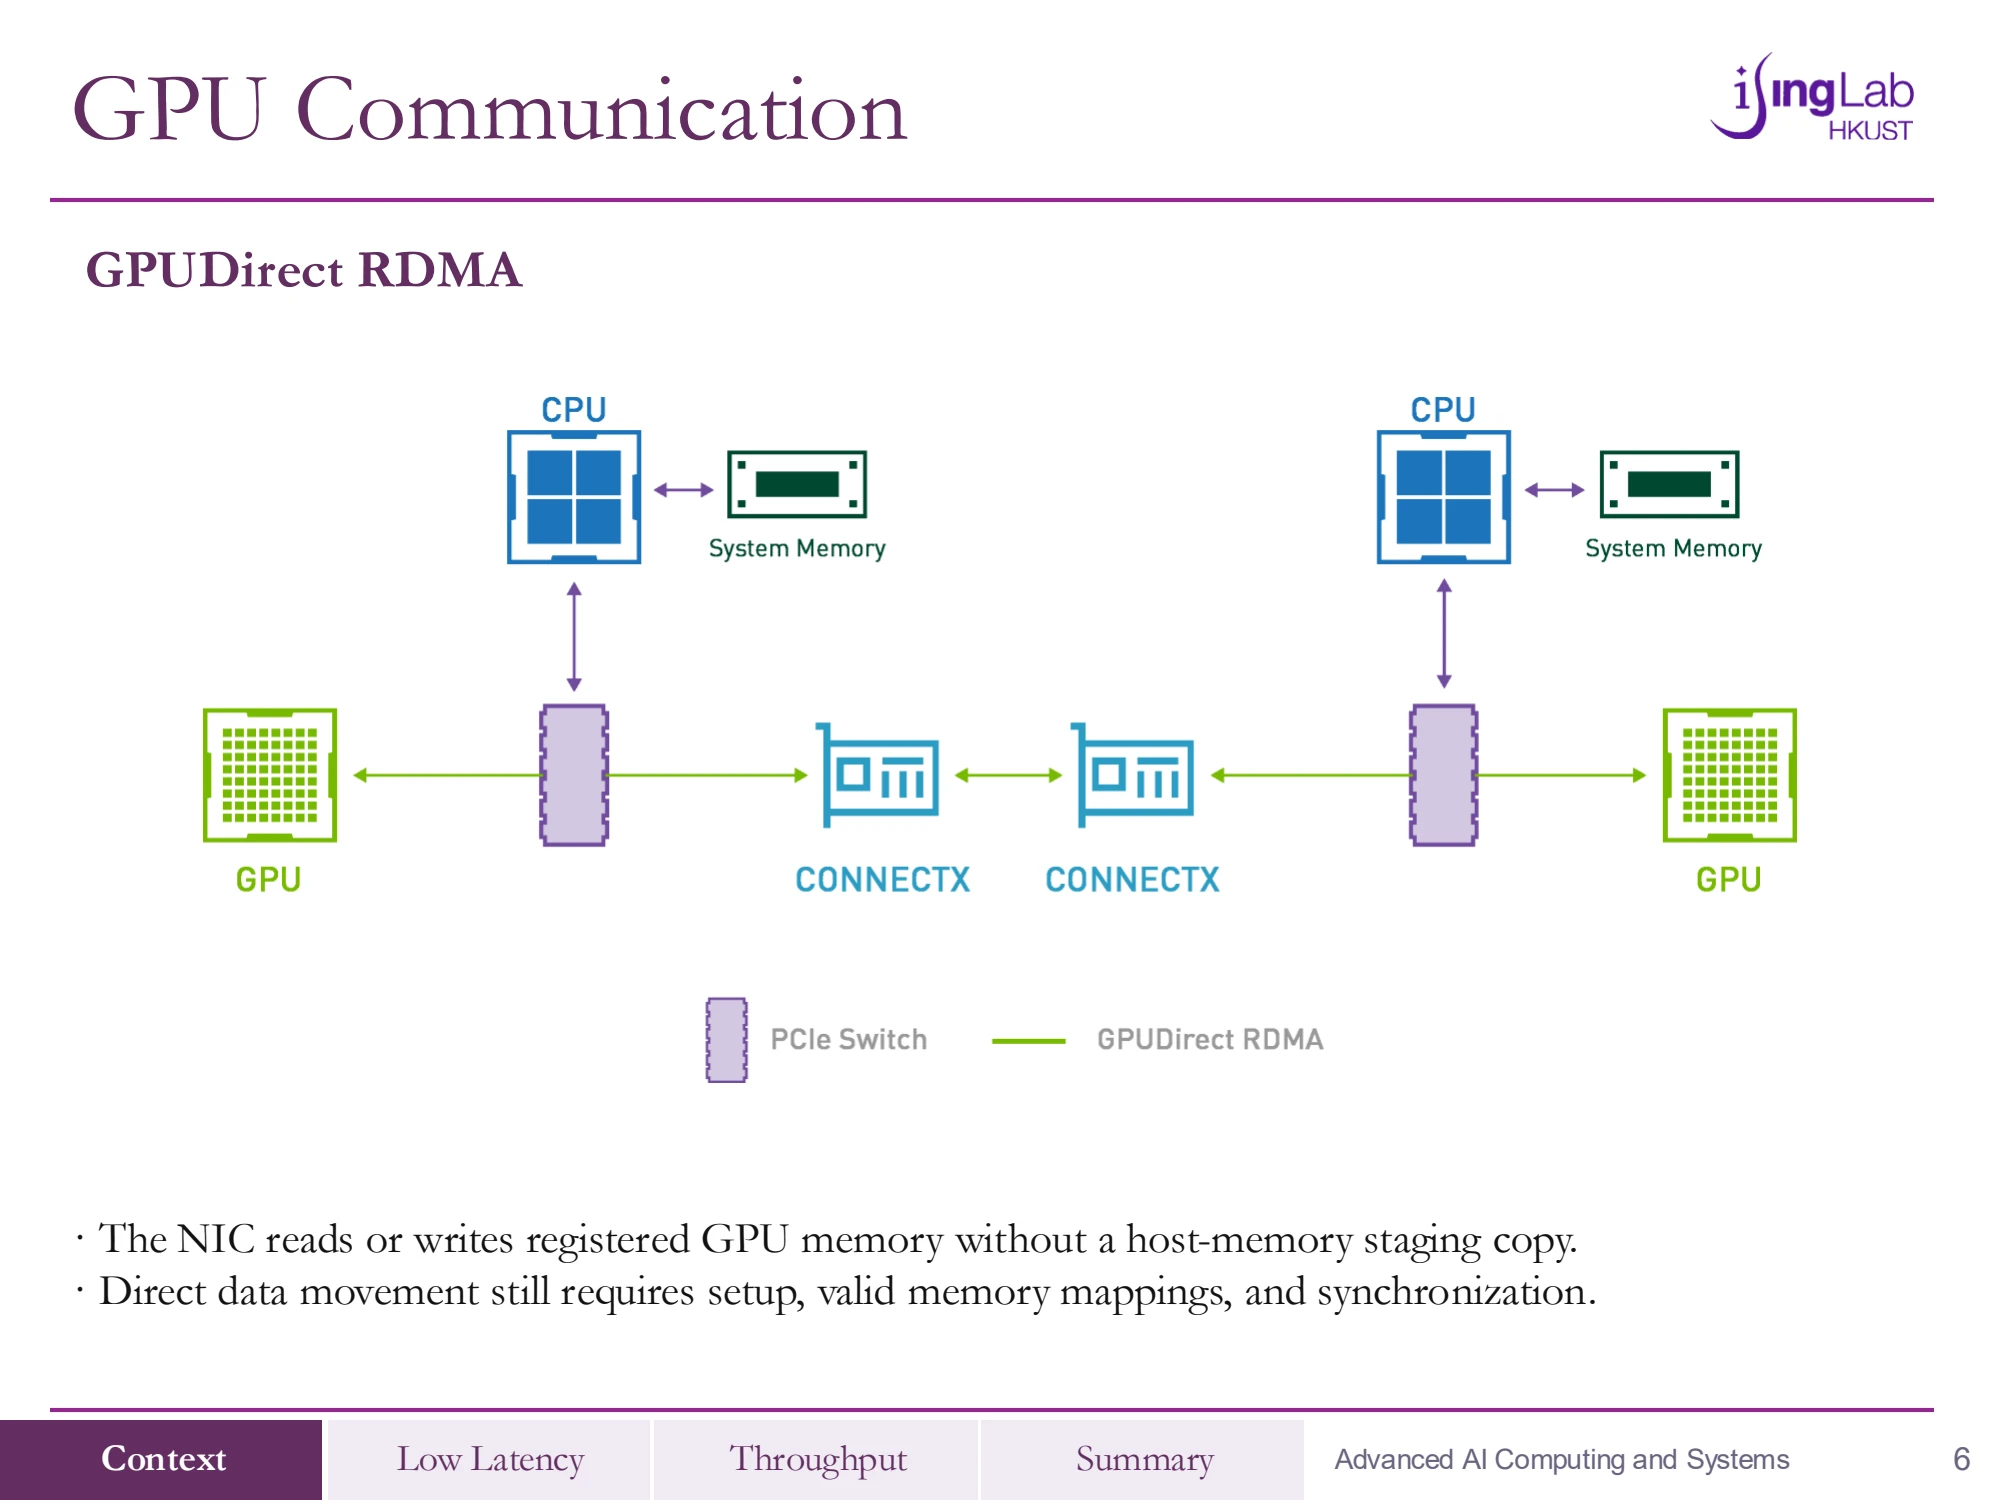 GPU Communication
isingLab
HKUST
GPUDirect RDMA
CPU
CPU
System Memory
System Memory
GPU
CONNECTX
CONNECTX
GPU
PCIe Switch
GPUDirect RDMA
· The NIC reads or writes registered GPU memory without a host-memory staging copy.
· Direct data movement still requires setup, valid memory mappings, and synchronization.
Context
Low Latency
Throughput
Summary
Advanced AI Computing and Systems
6